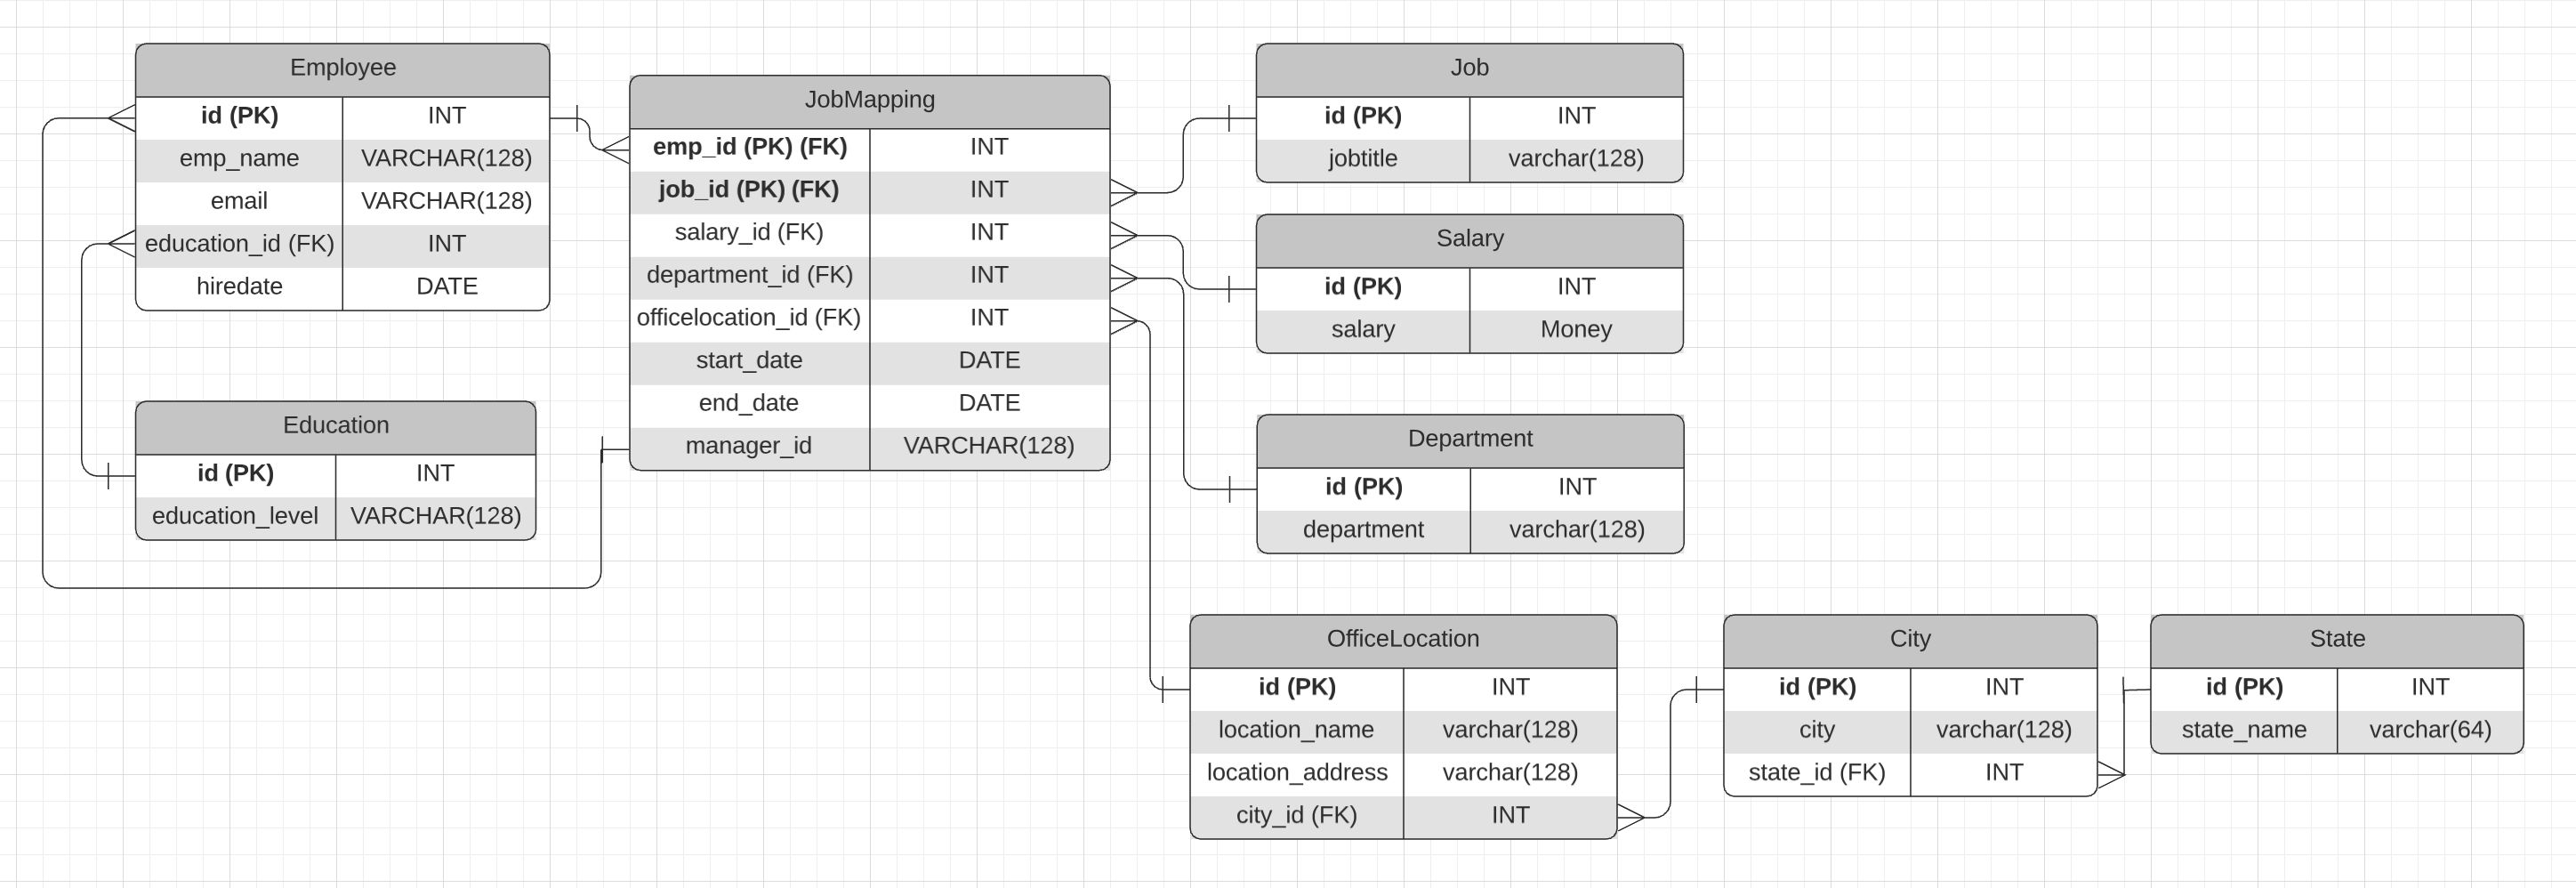 Employee
id (PK) INT
emp_name VARCHAR(128)
email VARCHAR(128)
education_id (FK) INT
hiredate DATE
Education
id (PK) INT
education_level VARCHAR(128)
JobMapping
emp_id (PK) (FK) INT
job_id (PK) (FK) INT
salary_id (FK) INT
department_id (FK) INT
officelocation_id (FK) INT
start_date DATE
end_date DATE
manager_id VARCHAR(128)
Job
id (PK) INT
jobtitle varchar(128)
Salary
id (PK) INT
salary Money
Department
id (PK) INT
department varchar(128)
OfficeLocation
id (PK) INT
location_name varchar(128)
location_address varchar(128)
city_id (FK) INT
City
id (PK) INT
city varchar(128)
state_id (FK) INT
State
id (PK) INT
state_name varchar(64)